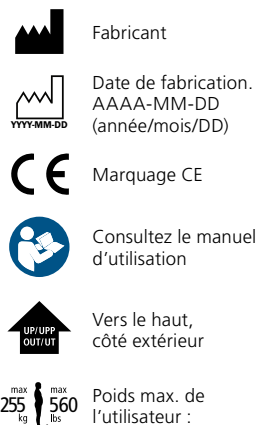 Fabricant
Date de fabrication.
AAAA-MM-DD
(année/mois/DD)
YYYY-MM-DD
CE
Marquage CE
Consultez le manuel
d'utilisation
UP/UPP
OUT/UT
Vers le haut,
côté extérieur
max max
255 560
kg lbs
Poids max. de
l'utilisateur :